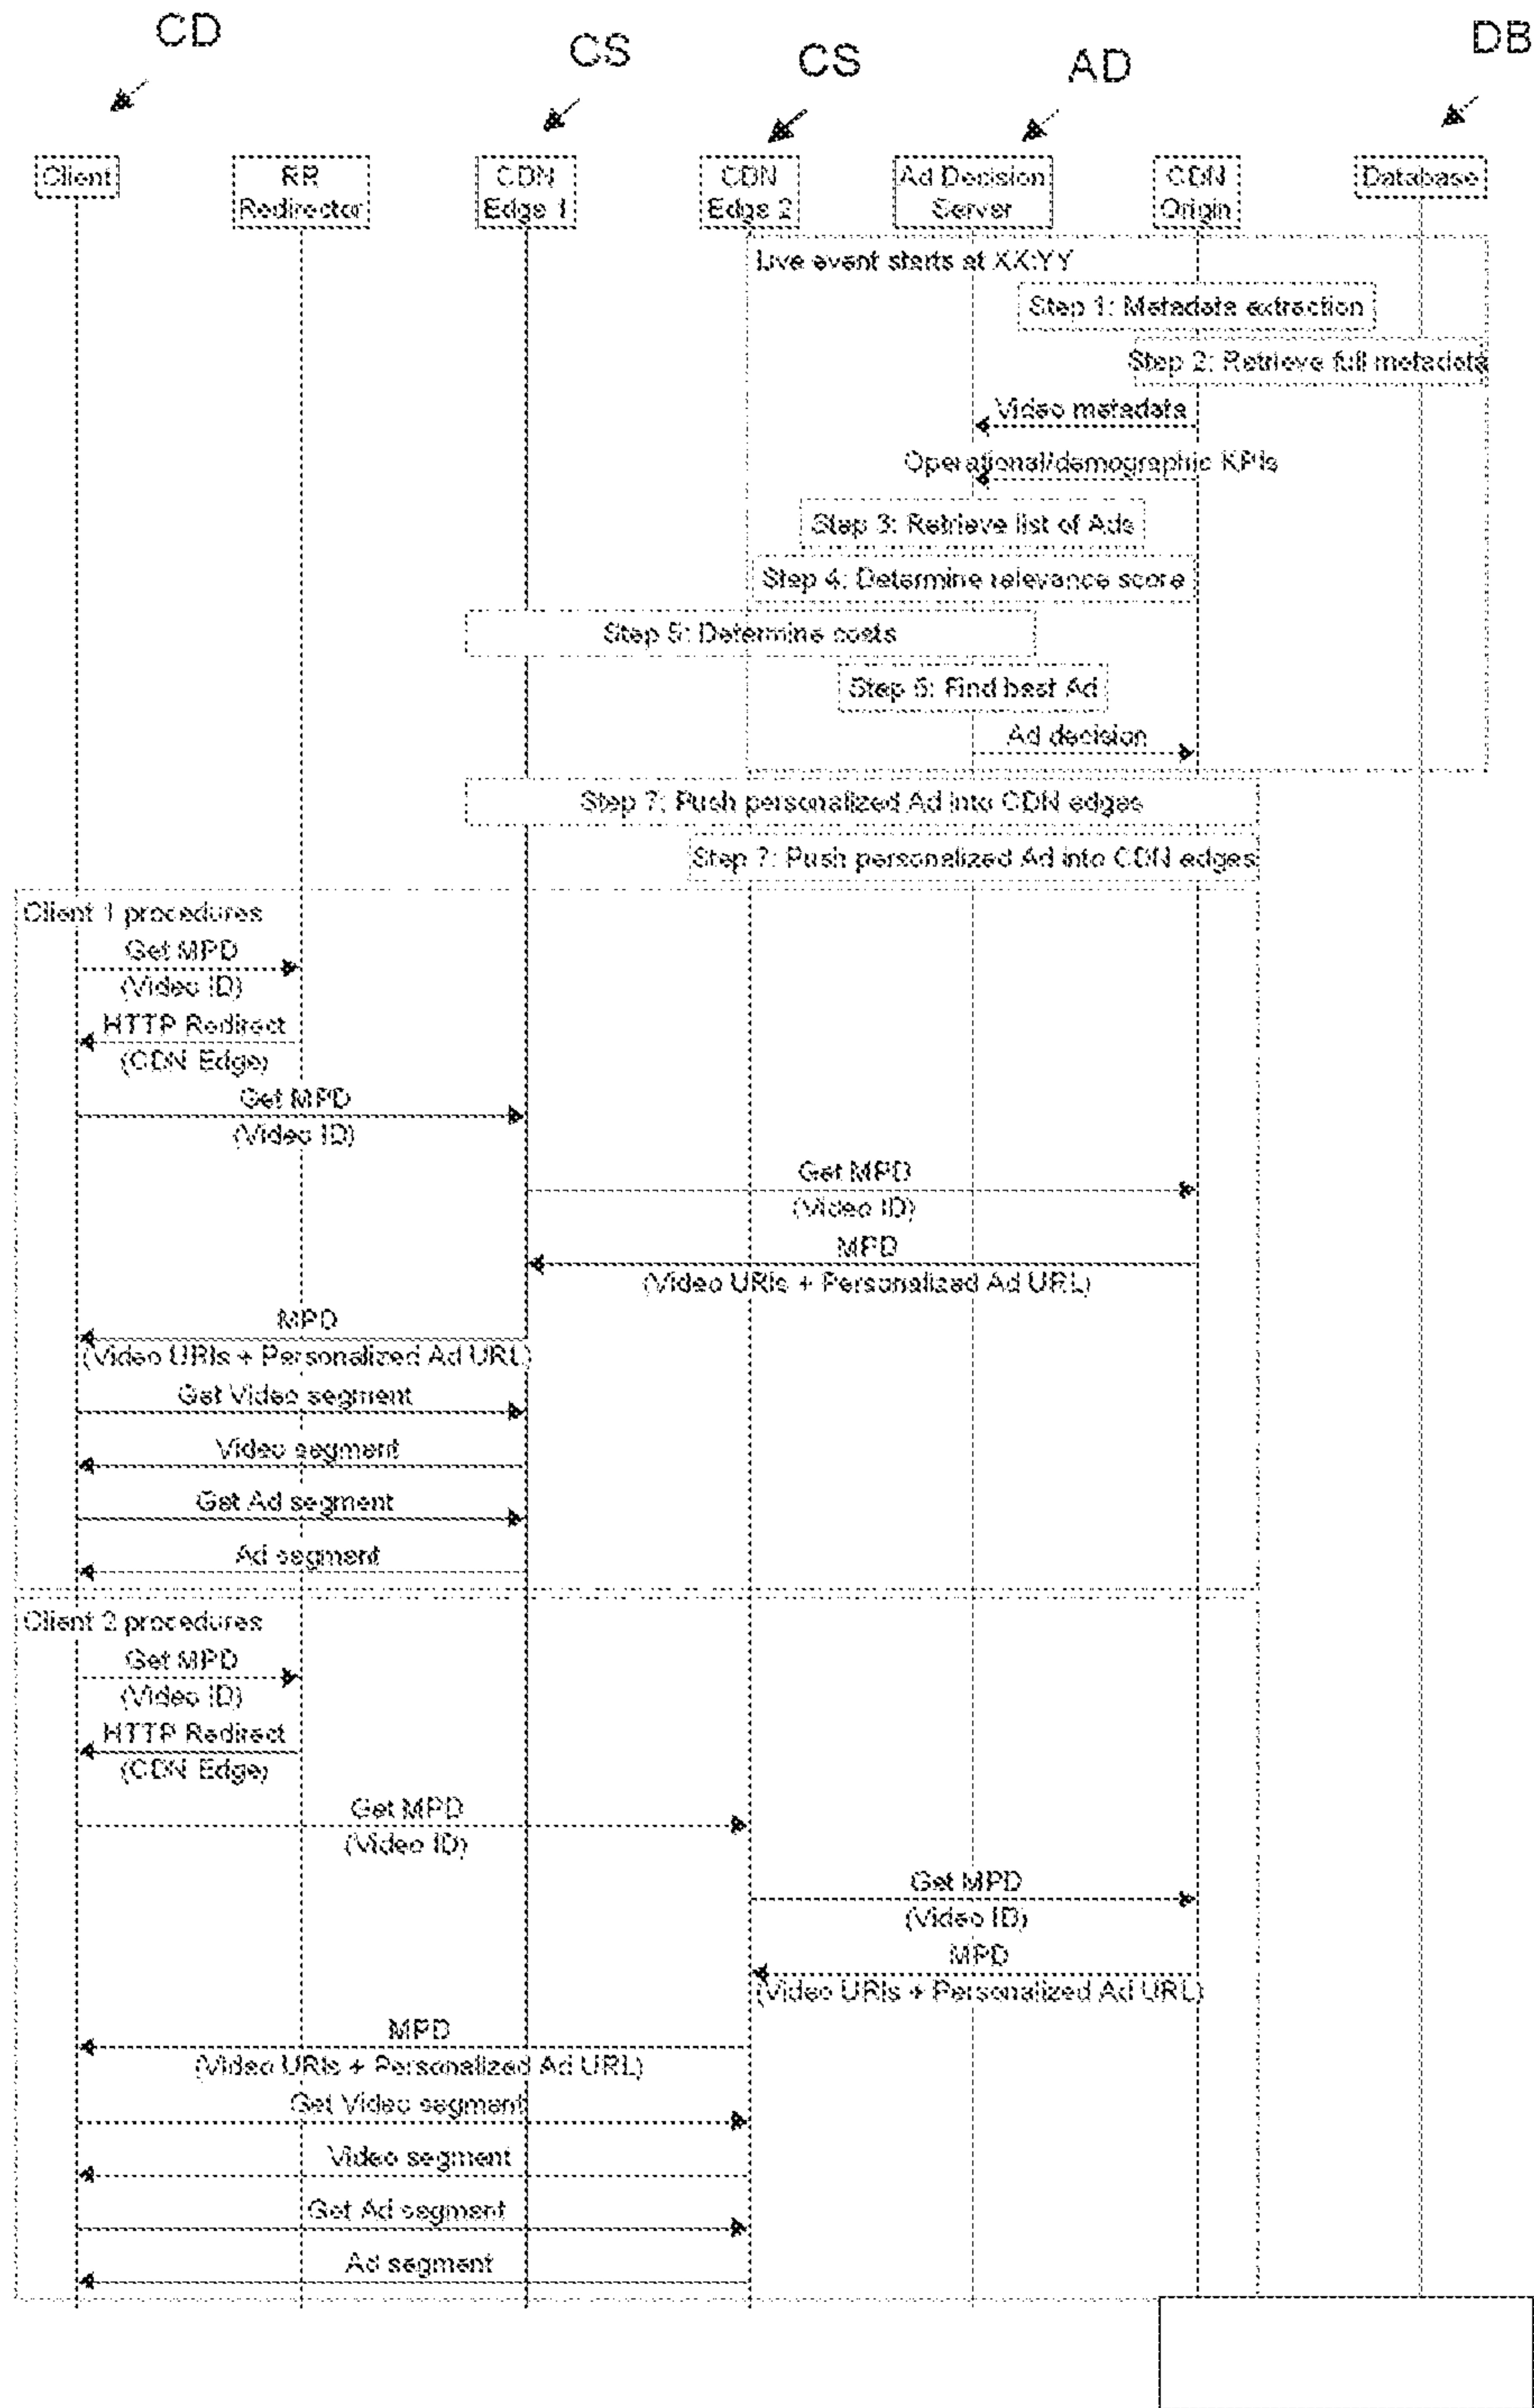 CD
CS
CS
AD
DB
Client
RR
Redirector
CDN
Edge 1
CDN
Edge 2
Ad Decision
Server
CDN
Origin
Database
Live event starts at XX:YY
Step 1: Metadata extraction
Step 2: Retrieve full metadata
Video metadata
Operational/demographic KPIs
Step 3: Retrieve list of Ads
Step 4: Determine relevance score
Step 5: Determine costs
Step 6: Find best Ad
Ad decision
Step 7: Push personalized Ad into CDN edges
Step 7: Push personalized Ad into CDN edges
Client 1 procedures
Get MPD
(Video ID)
HTTP Redirect
(CDN Edge)
Get MPD
(Video ID)
Get MPD
(Video ID)
MPD
(Video URIs + Personalized Ad URL)
MPD
(Video URIs + Personalized Ad URL)
Get Video segment
Video segment
Get Ad segment
Ad segment
Client 2 procedures
Get MPD
(Video ID)
HTTP Redirect
(CDN Edge)
Get MPD
(Video ID)
Get MPD
(Video ID)
MPD
(Video URIs + Personalized Ad URL)
MPD
(Video URIs + Personalized Ad URL)
Get Video segment
Video segment
Get Ad segment
Ad segment